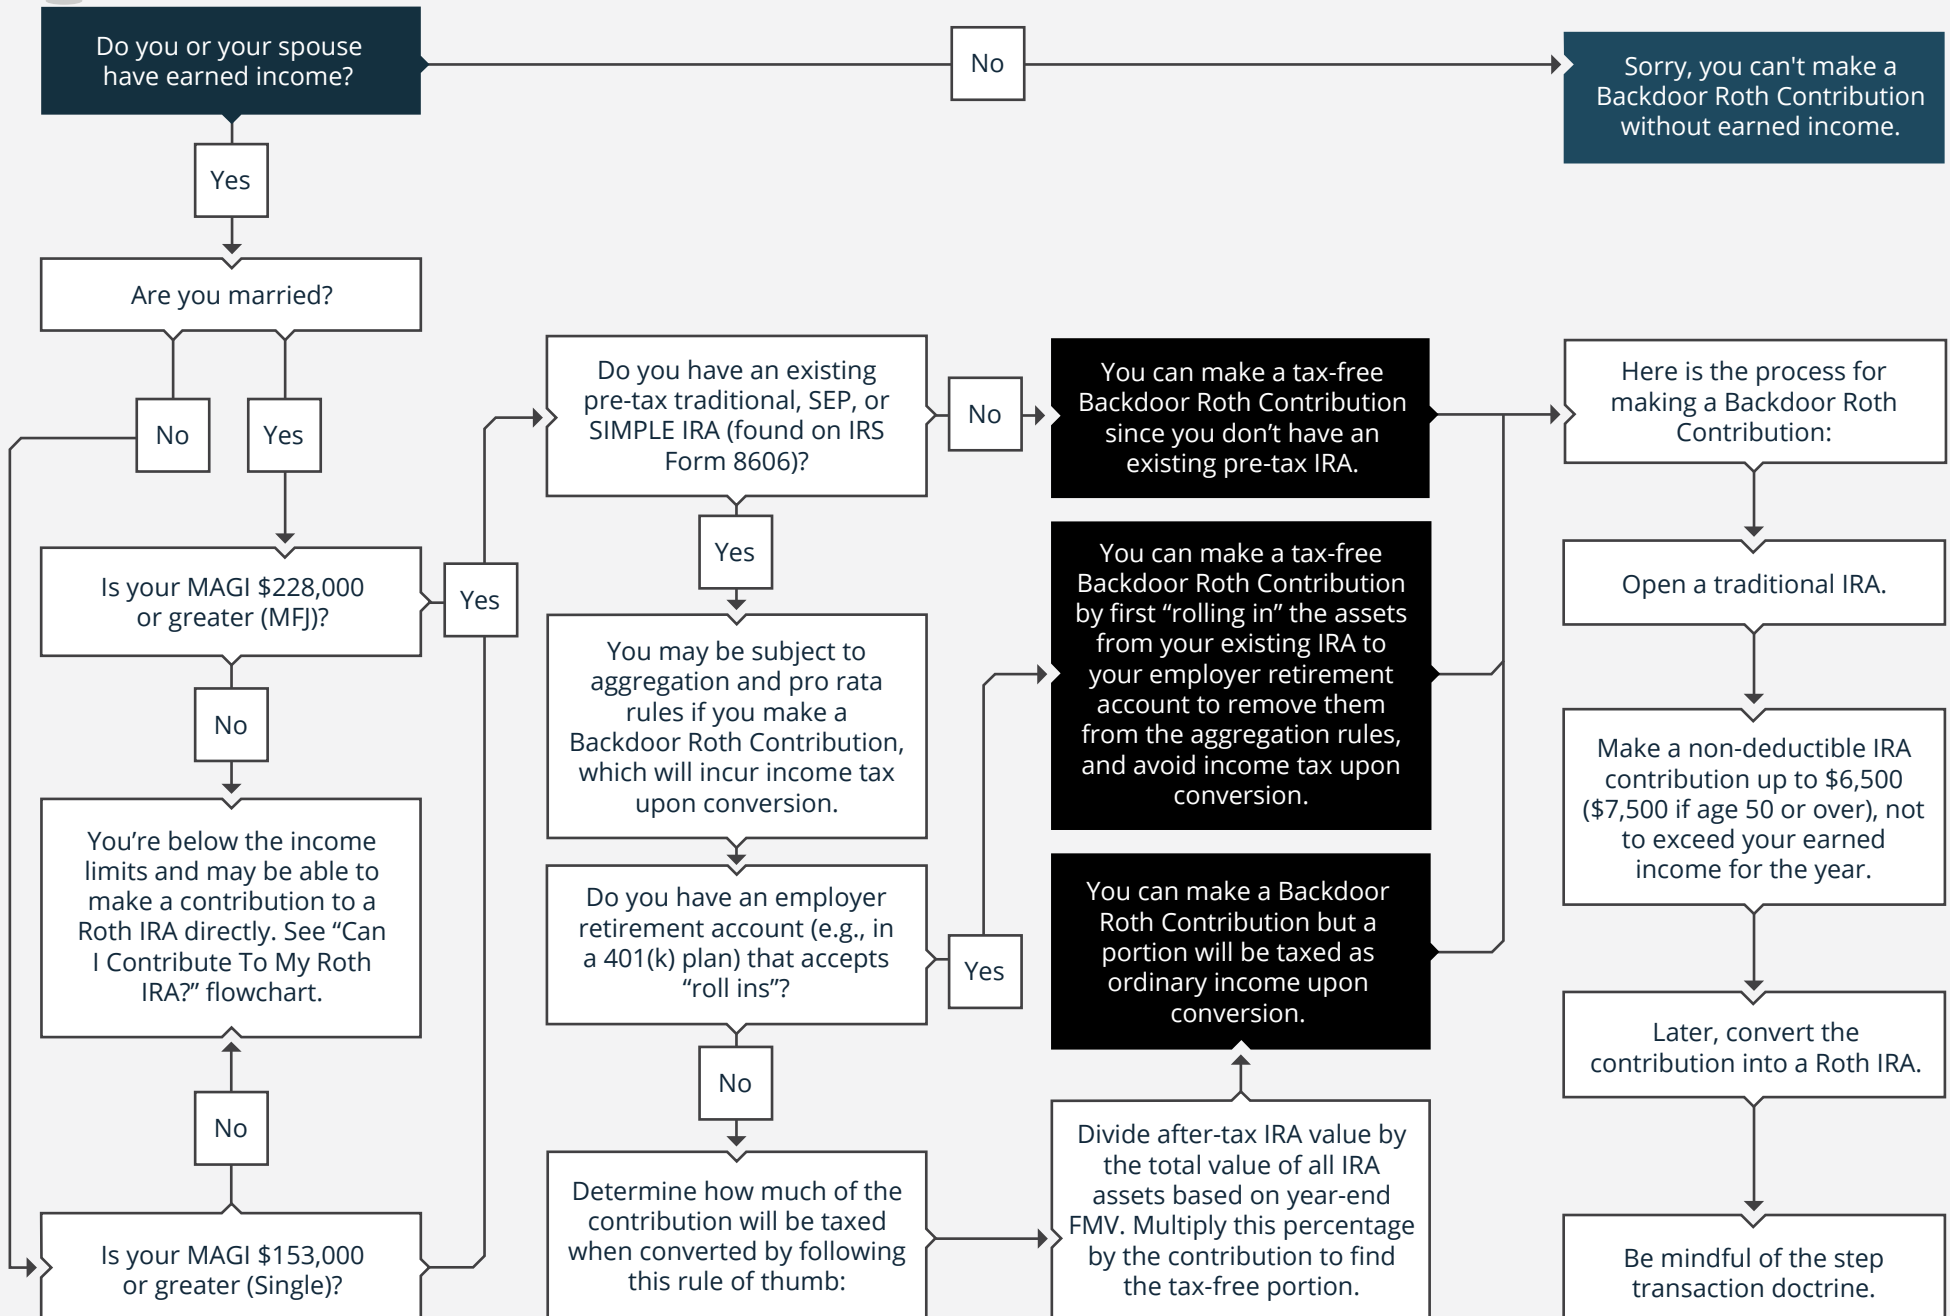 Do you or your spouse
have earned income?
No
Sorry, you can't make a
Backdoor Roth Contribution
without earned income.
Yes
Are you married?
No
Yes
Is your MAGI $228,000
or greater (MFJ)?
Yes
No
You’re below the income
limits and may be able to
make a contribution to a
Roth IRA directly. See “Can
I Contribute To My Roth
IRA?” flowchart.
No
Is your MAGI $153,000
or greater (Single)?
Do you have an existing
pre-tax traditional, SEP, or
SIMPLE IRA (found on IRS
Form 8606)?
No
Yes
You may be subject to
aggregation and pro rata
rules if you make a
Backdoor Roth Contribution,
which will incur income tax
upon conversion.
Do you have an employer
retirement account (e.g., in
a 401(k) plan) that accepts
“roll ins”?
Yes
No
Determine how much of the
contribution will be taxed
when converted by following
this rule of thumb:
You can make a tax-free
Backdoor Roth Contribution
since you don’t have an
existing pre-tax IRA.
You can make a tax-free
Backdoor Roth Contribution
by first “rolling in” the assets
from your existing IRA to
your employer retirement
account to remove them
from the aggregation rules,
and avoid income tax upon
conversion.
You can make a Backdoor
Roth Contribution but a
portion will be taxed as
ordinary income upon
conversion.
Divide after-tax IRA value by
the total value of all IRA
assets based on year-end
FMV. Multiply this percentage
by the contribution to find
the tax-free portion.
Here is the process for
making a Backdoor Roth
Contribution:
Open a traditional IRA.
Make a non-deductible IRA
contribution up to $6,500
($7,500 if age 50 or over), not
to exceed your earned
income for the year.
Later, convert the
contribution into a Roth IRA.
Be mindful of the step
transaction doctrine.